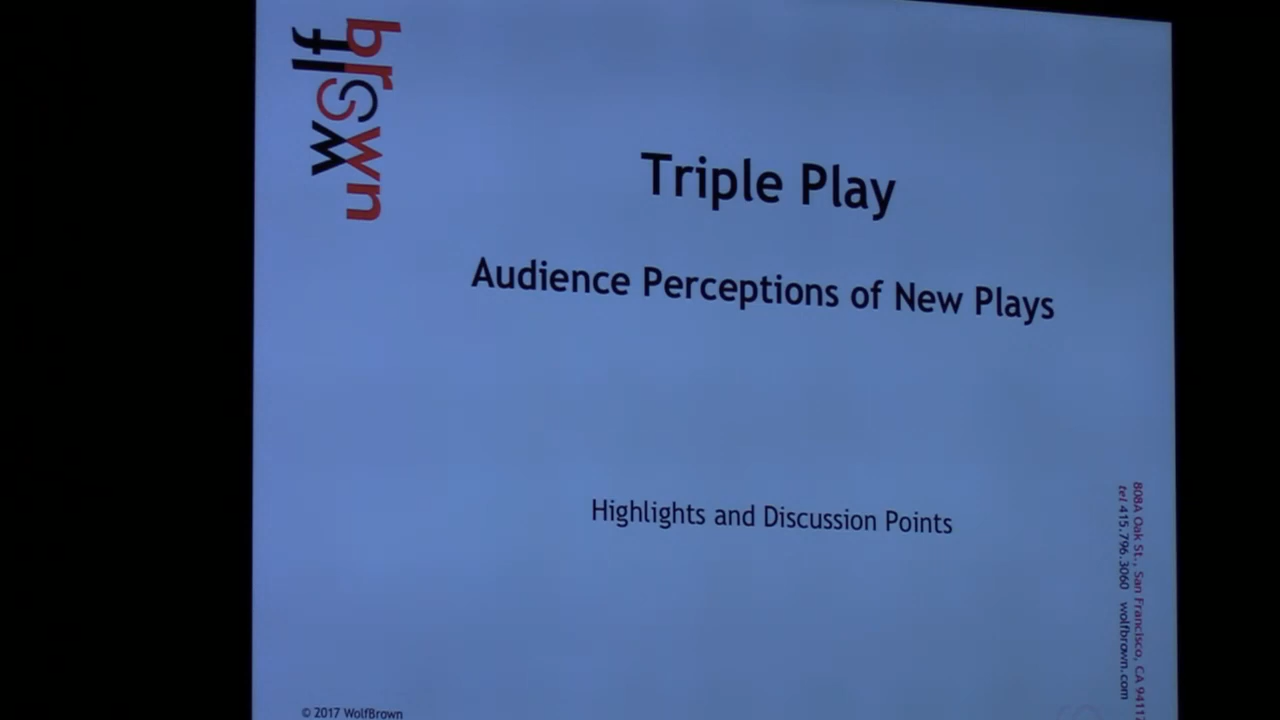 wolf
brown
Triple Play
Audience Perceptions of New Plays
Highlights and Discussion Points
808A Oak St., San Francisco, CA 94117
tel 415.796.3060 wolfbrown.com
© 2017 WolfBrown